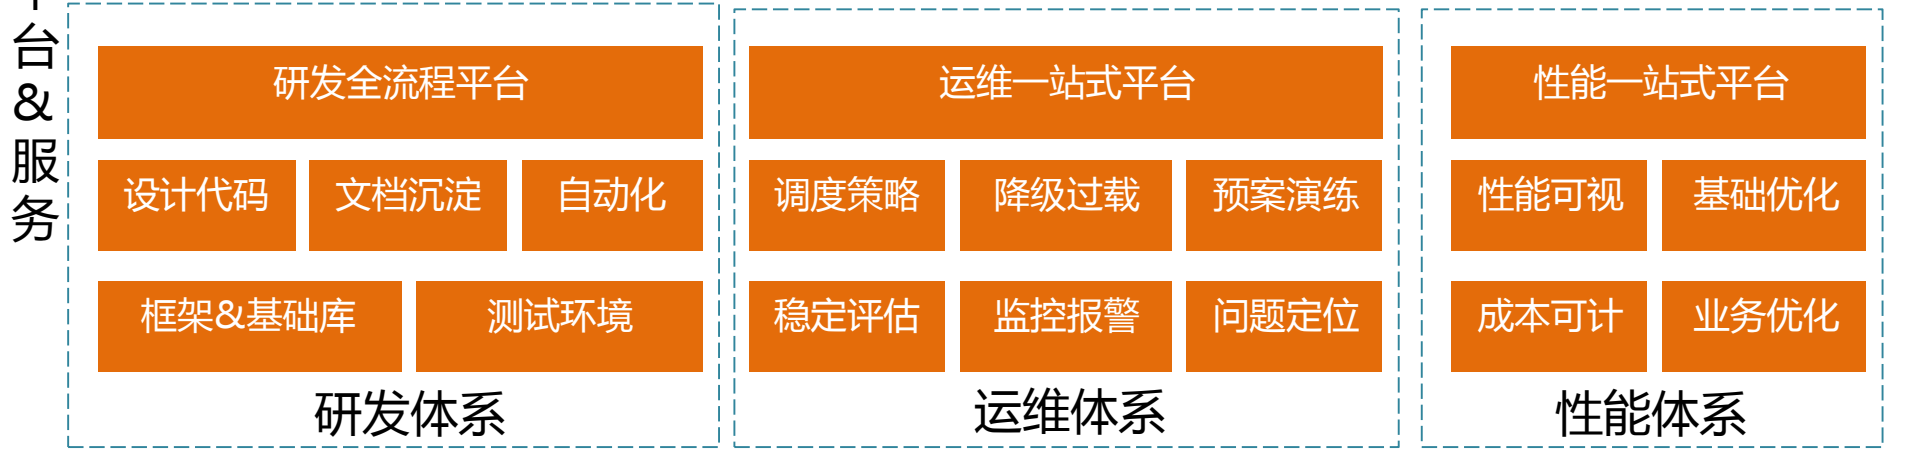 台&服务
研发全流程平台
设计代码 文档沉淀 自动化
框架&基础库 测试环境
研发体系
运维一站式平台
调度策略 降级过载 预案演练
稳定评估 监控报警 问题定位
运维体系
性能一站式平台
性能可视 基础优化
成本可计 业务优化
性能体系